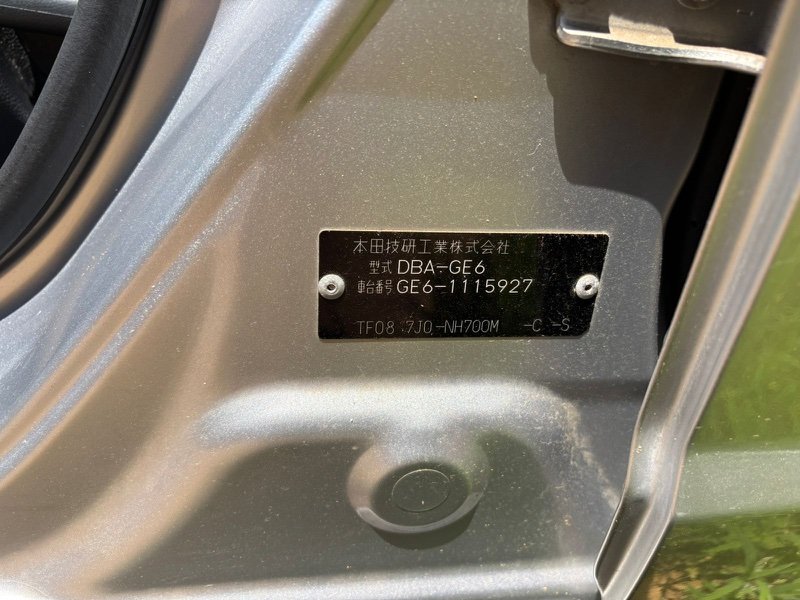 本田技研工業株式会社
型式 DBA-GE6
車台番号 GE6-1115927
TF08 7J0-NH700M -C -S